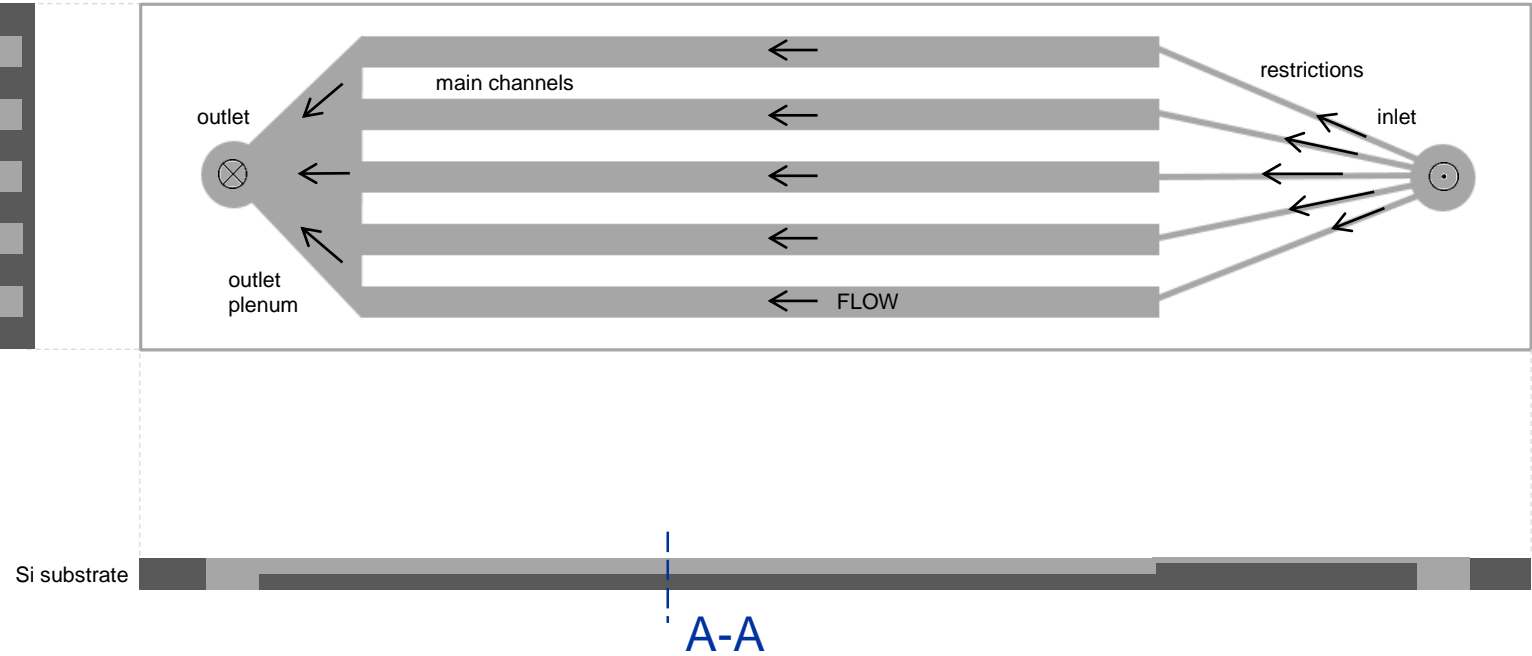 restrictions
main channels
outlet
inlet
outlet
plenum
FLOW
Si substrate
A-A